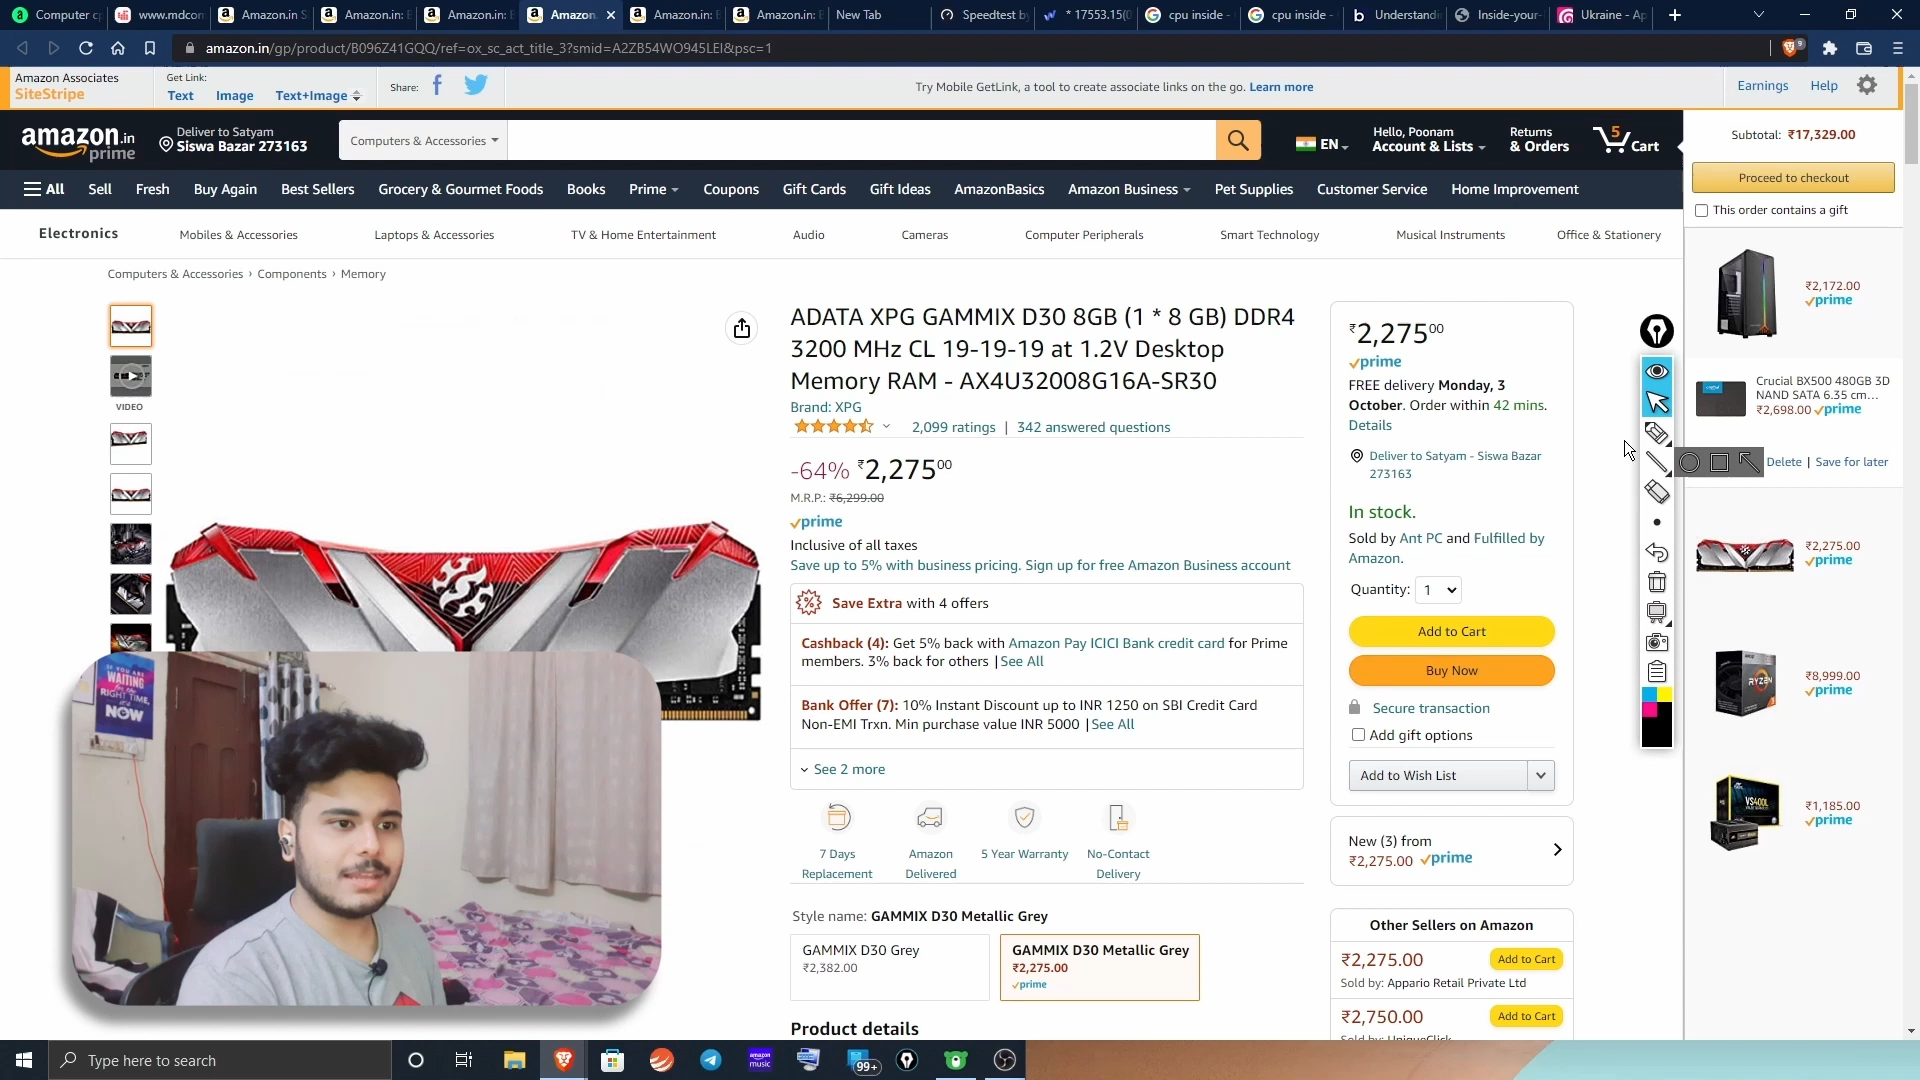 Computer c
www.mdcom
Amazon.in S
Amazon.in: B
Amazon.in: B
Amazon.
Amazon.in: B
Amazon.in: B
New Tab
Speedtest by
* 17553.15(0
cpu inside -
cpu inside -
Understandi
Inside-your-
Ukraine - Ap
amazon.in/gp/product/B096Z41GQQ/ref=ox_sc_act_title_3?smid=A2ZB54WO945LEI&psc=1
9
Amazon Associates
SiteStripe
Get Link:
Text Image Text+Image
Share:
Try Mobile GetLink, a tool to create associate links on the go. Learn more
Earnings Help
amazon.in
prime
Deliver to Satyam
Siswa Bazar 273163
Computers & Accessories
EN
Hello, Poonam
Account & Lists
Returns
& Orders
5
Cart
Subtotal: ₹17,329.00
Proceed to checkout
This order contains a gift
All Sell Fresh Buy Again Best Sellers Grocery & Gourmet Foods Books Prime Coupons Gift Cards Gift Ideas AmazonBasics Amazon Business Pet Supplies Customer Service Home Improvement
Electronics Mobiles & Accessories Laptops & Accessories TV & Home Entertainment Audio Cameras Computer Peripherals Smart Technology Musical Instruments Office & Stationery
Computers & Accessories › Components › Memory
VIDEO
ADATA XPG GAMMIX D30 8GB (1 * 8 GB) DDR4
3200 MHz CL 19-19-19 at 1.2V Desktop
Memory RAM - AX4U32008G16A-SR30
Brand: XPG
2,099 ratings | 342 answered questions
-64% ₹2,27500
M.R.P.: ₹6,299.00
prime
Inclusive of all taxes
Save up to 5% with business pricing. Sign up for free Amazon Business account
Save Extra with 4 offers
Cashback (4): Get 5% back with Amazon Pay ICICI Bank credit card for Prime
members. 3% back for others | See All
Bank Offer (7): 10% Instant Discount up to INR 1250 on SBI Credit Card
Non-EMI Trxn. Min purchase value INR 5000 | See All
See 2 more
7 Days
Replacement
Amazon
Delivered
5 Year Warranty
No-Contact
Delivery
Style name: GAMMIX D30 Metallic Grey
GAMMIX D30 Grey
₹2,382.00
GAMMIX D30 Metallic Grey
₹2,275.00
prime
Product details
₹2,27500
prime
FREE delivery Monday, 3
October. Order within 42 mins.
Details
Deliver to Satyam - Siswa Bazar
273163
In stock.
Sold by Ant PC and Fulfilled by
Amazon.
Quantity: 1
Add to Cart
Buy Now
Secure transaction
Add gift options
Add to Wish List
New (3) from
₹2,275.00 prime
Other Sellers on Amazon
₹2,275.00 Add to Cart
Sold by: Appario Retail Private Ltd
₹2,750.00 Add to Cart
Sold by: UniqueClick
₹2,172.00
prime
Crucial BX500 480GB 3D
NAND SATA 6.35 cm...
₹2,698.00 prime
Delete | Save for later
₹2,275.00
prime
RYZEN
₹8,999.00
prime
VS400L
₹1,185.00
prime
IF YOU ARE
WAITING
for the
RIGHT TIME,
IT'S
NOW
Type here to search
amazon
music
99+